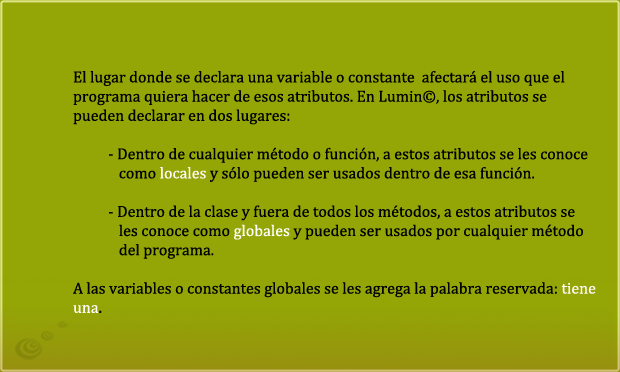 El lugar donde se declara una variable o constante  afectará el uso que el
programa quiera hacer de esos atributos. En Lumin©, los atributos se
pueden declarar en dos lugares:
- Dentro de cualquier método o función, a estos atributos se les conoce
como locales y sólo pueden ser usados dentro de esa función.
- Dentro de la clase y fuera de todos los métodos, a estos atributos se
les conoce como globales y pueden ser usados por cualquier método
del programa.
A las variables o constantes globales se les agrega la palabra reservada: tiene
una.